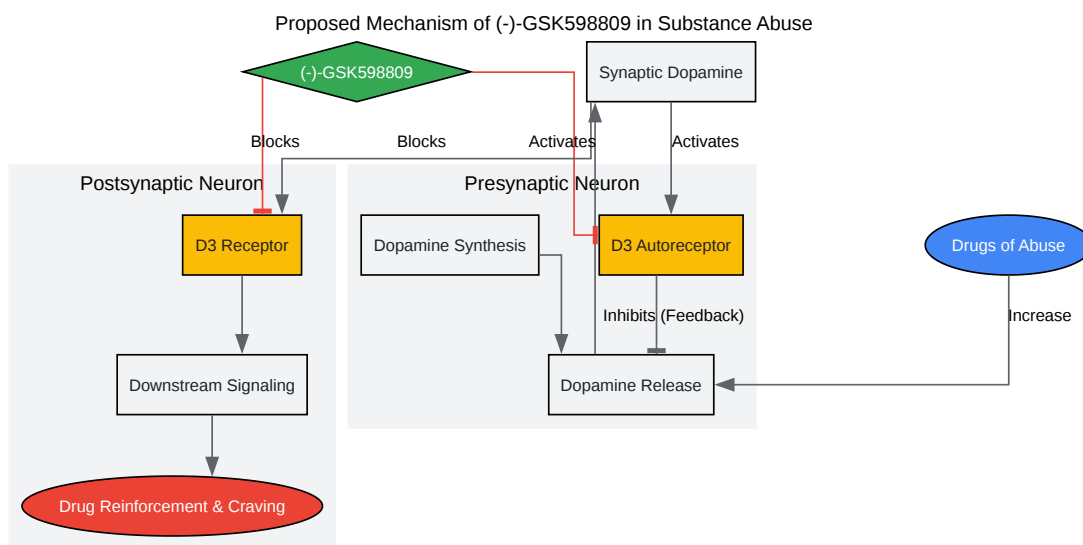 Proposed Mechanism of (-)-GSK598809 in Substance Abuse
(-)-GSK598809
Synaptic Dopamine
Blocks
Blocks
Activates
Activates
Postsynaptic Neuron
Presynaptic Neuron
D3 Receptor
Dopamine Synthesis
D3 Autoreceptor
Drugs of Abuse
Inhibits (Feedback)
Increase
Downstream Signaling
Dopamine Release
Drug Reinforcement & Craving